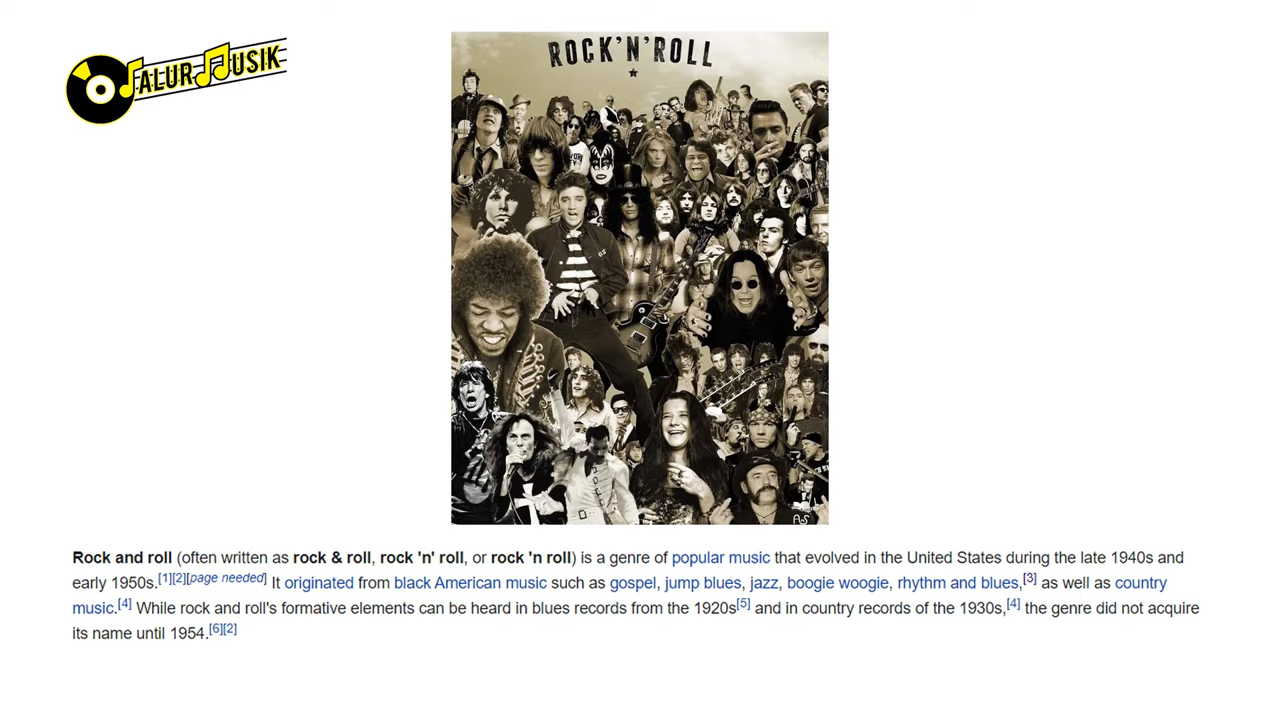 ALUR MUSIK
ROCK'N'ROLL
Rock and roll (often written as rock & roll, rock 'n' roll, or rock 'n roll) is a genre of popular music that evolved in the United States during the late 1940s and
early 1950s.[1][2][page needed] It originated from black American music such as gospel, jump blues, jazz, boogie woogie, rhythm and blues,[3] as well as country
music.[4] While rock and roll's formative elements can be heard in blues records from the 1920s[5] and in country records of the 1930s,[4] the genre did not acquire
its name until 1954.[6][2]